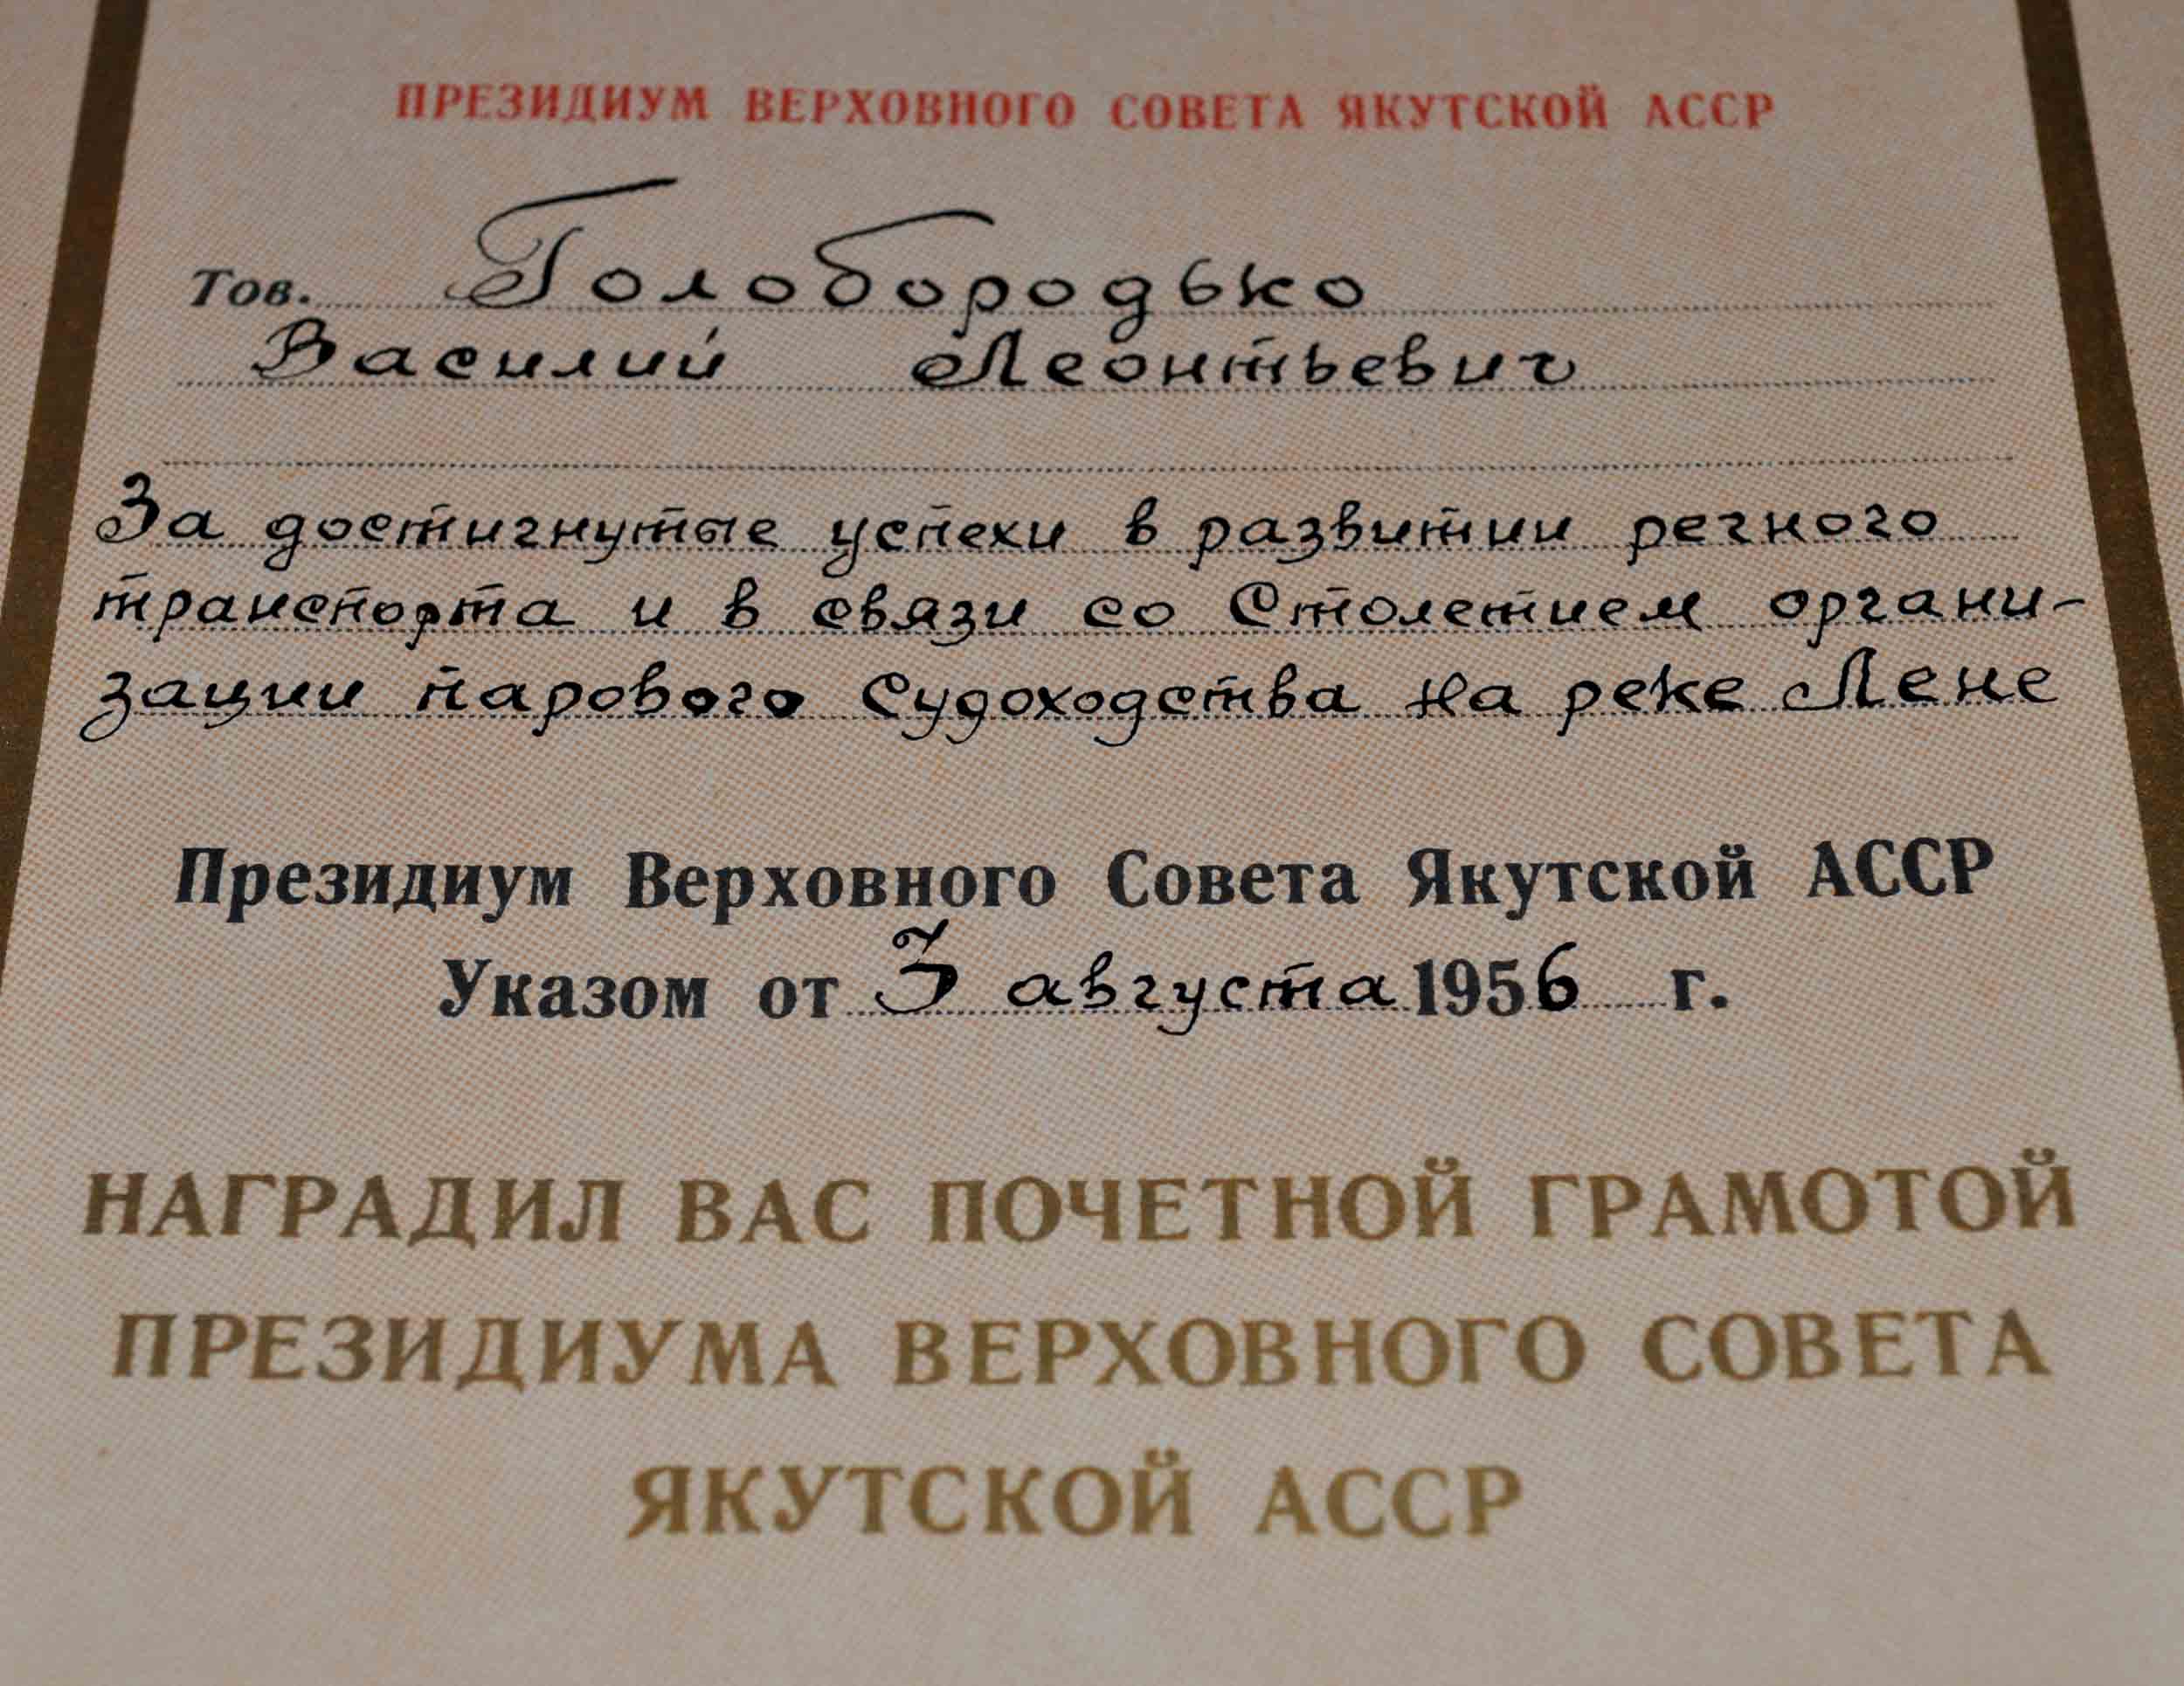 ПРЕЗИДИУМ ВЕРХОВНОГО СОВЕТА ЯКУТСКОЙ АССР
Тов. Голобородько
Василий Леонтьевич
За достигнутые успехи в развитии речного
транспорта и в связи со Столетием органи-
зации парового судоходства на реке Лене
Президиум Верховного Совета Якутской АССР
Указом от 3 августа 1956 г.
НАГРАДИЛ ВАС ПОЧЕТНОЙ ГРАМОТОЙ
ПРЕЗИДИУМА ВЕРХОВНОГО СОВЕТА
ЯКУТСКОЙ АССР